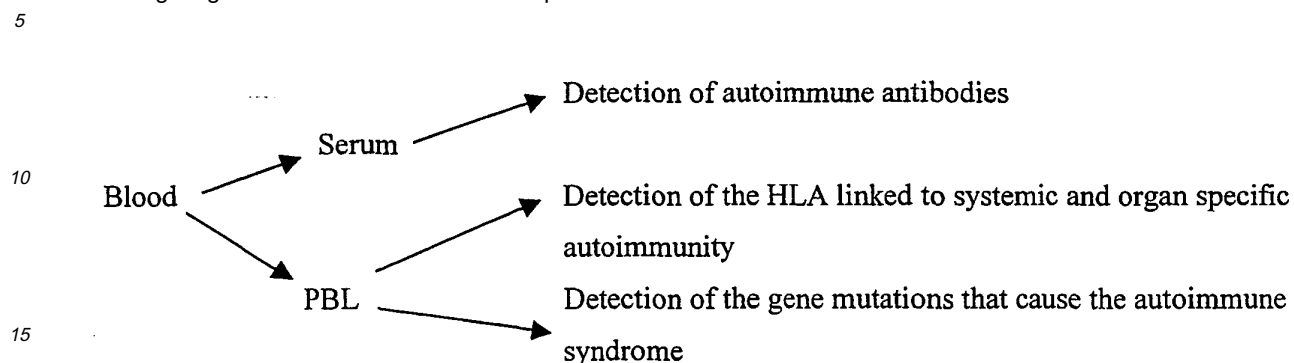 5
Detection of autoimmune antibodies
Serum
10
Blood
Detection of the HLA linked to systemic and organ specific
autoimmunity
PBL
Detection of the gene mutations that cause the autoimmune
15
syndrome